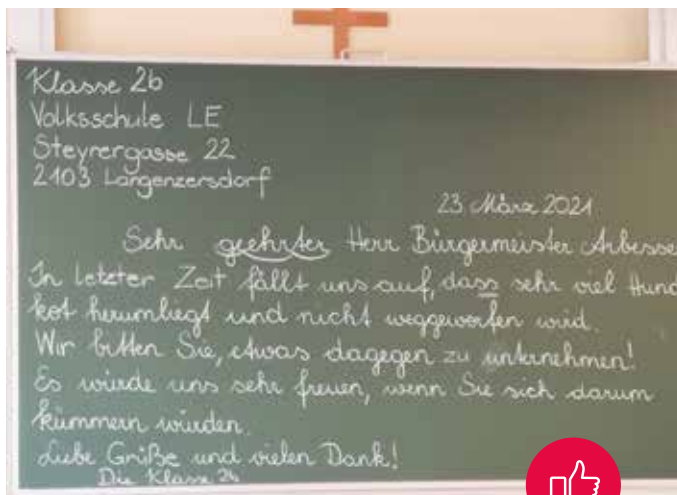 Klasse 2b
Volksschule LE
Steyrergasse 22
2103 Langenzersdorf
23. März 2021
Sehr geehrter Herr Bürgermeister Arbesse
In letzter Zeit fällt uns auf, dass sehr viel Hund
kot herumliegt und nicht weggeworfen wird.
Wir bitten Sie, etwas dagegen zu unternehmen!
Es würde uns sehr freuen, wenn Sie sich darum
kümmern würden.
Liebe Grüße und vielen Dank!
Die Klasse 2b